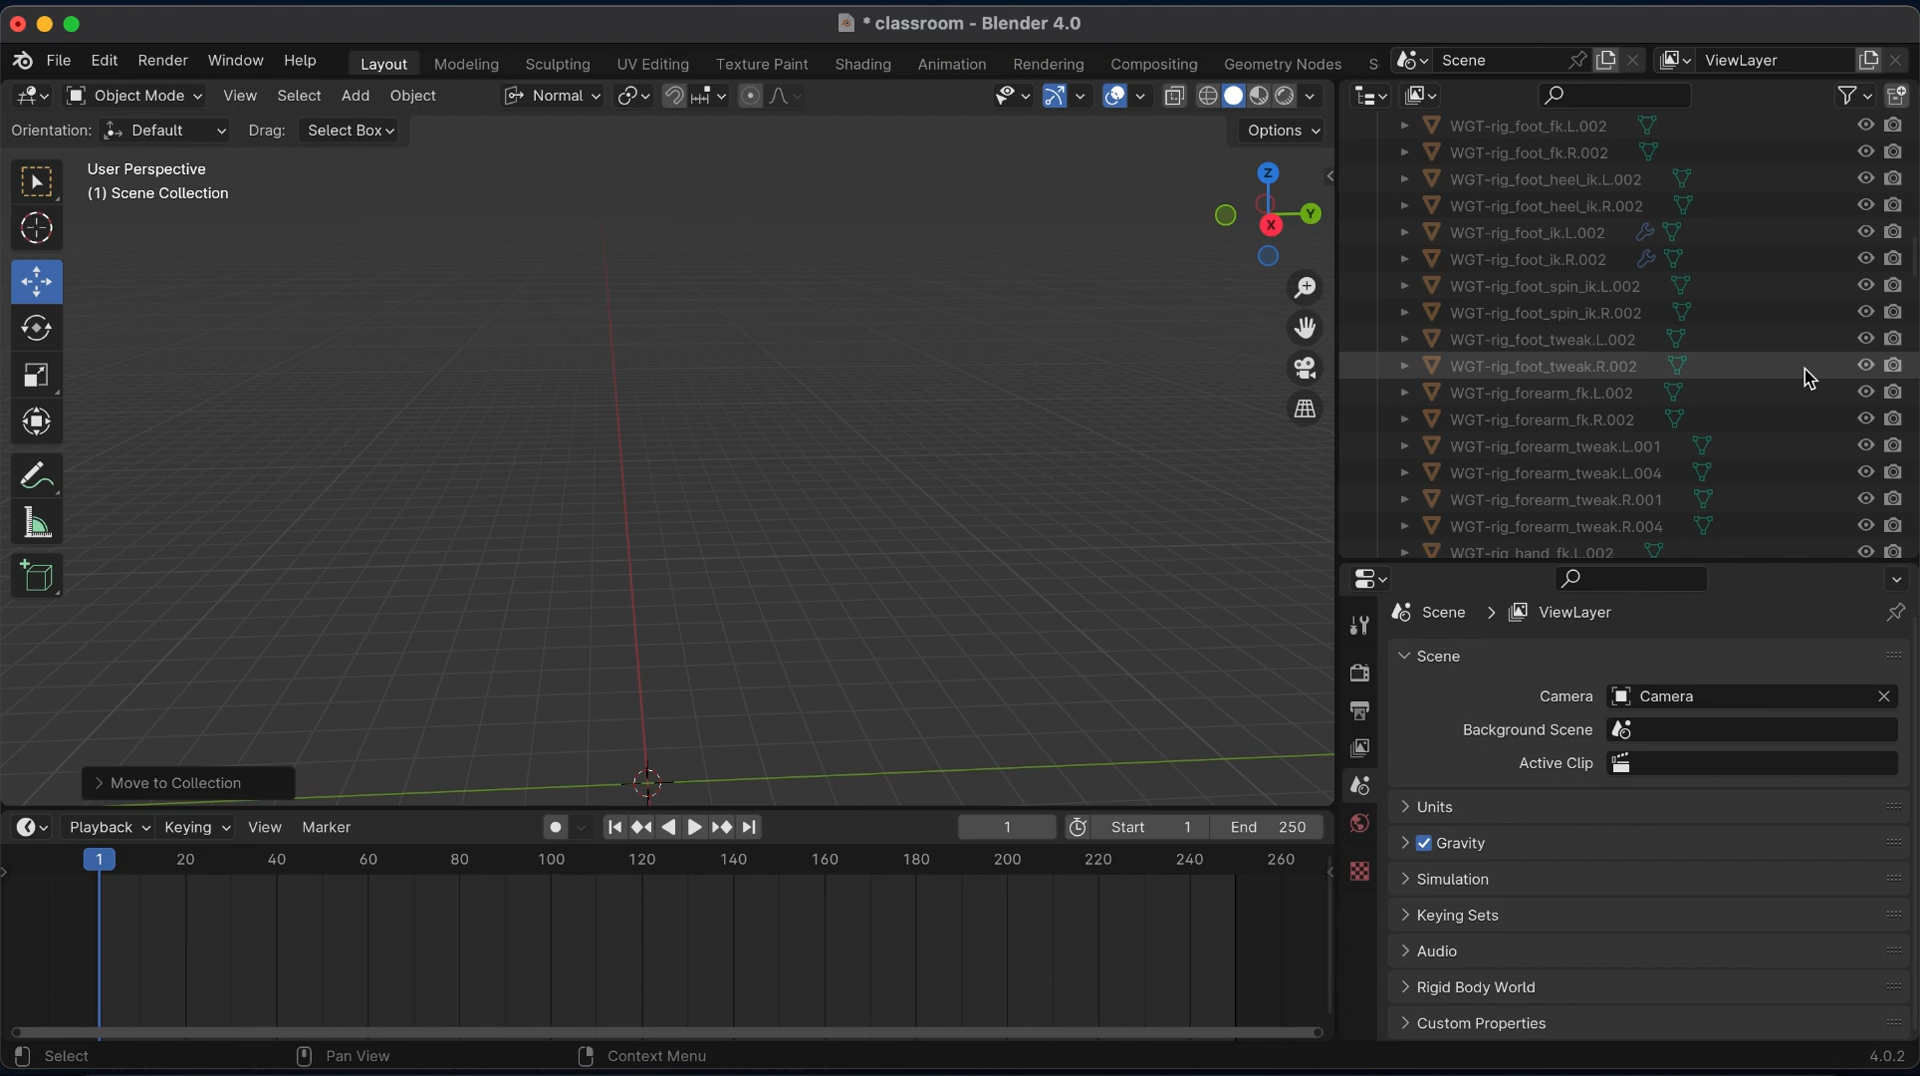 * classroom - Blender 4.0
File Edit Render Window Help Layout Modeling Sculpting UV Editing Texture Paint Shading Animation Rendering Compositing Geometry Nodes S Scene ViewLayer
Object Mode View Select Add Object Normal
Orientation: Default Drag: Select Box Options
User Perspective
(1) Scene Collection
Z
Y
X
WGT-rig_foot_fk.L.002
WGT-rig_foot_fk.R.002
WGT-rig_foot_heel_ik.L.002
WGT-rig_foot_heel_ik.R.002
WGT-rig_foot_ik.L.002
WGT-rig_foot_ik.R.002
WGT-rig_foot_spin_ik.L.002
WGT-rig_foot_spin_ik.R.002
WGT-rig_foot_tweak.L.002
WGT-rig_foot_tweak.R.002
WGT-rig_forearm_fk.L.002
WGT-rig_forearm_fk.R.002
WGT-rig_forearm_tweak.L.001
WGT-rig_forearm_tweak.L.004
WGT-rig_forearm_tweak.R.001
WGT-rig_forearm_tweak.R.004
WGT-rig_hand_fk.L.002
Scene ViewLayer
Scene
Camera Camera
Background Scene
Active Clip
Units
Gravity
Simulation
Keying Sets
Audio
Rigid Body World
Custom Properties
Move to Collection
Playback Keying View Marker 1 Start 1 End 250
1 20 40 60 80 100 120 140 160 180 200 220 240 260
Select Pan View Context Menu 4.0.2